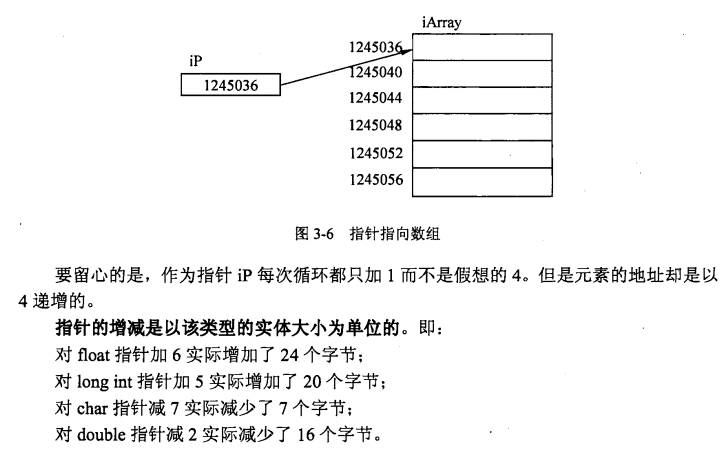 iArray
iP
1245036
1245036
1245040
1245044
1245048
1245052
1245056
图 3-6 指针指向数组
要留心的是，作为指针 iP 每次循环都只加 1 而不是假想的 4。但是元素的地址却是以
4 递增的。
指针的增减是以该类型的实体大小为单位的。即：
对 float 指针加 6 实际增加了 24 个字节；
对 long int 指针加 5 实际增加了 20 个字节；
对 char 指针减 7 实际减少了 7 个字节；
对 double 指针减 2 实际减少了 16 个字节。